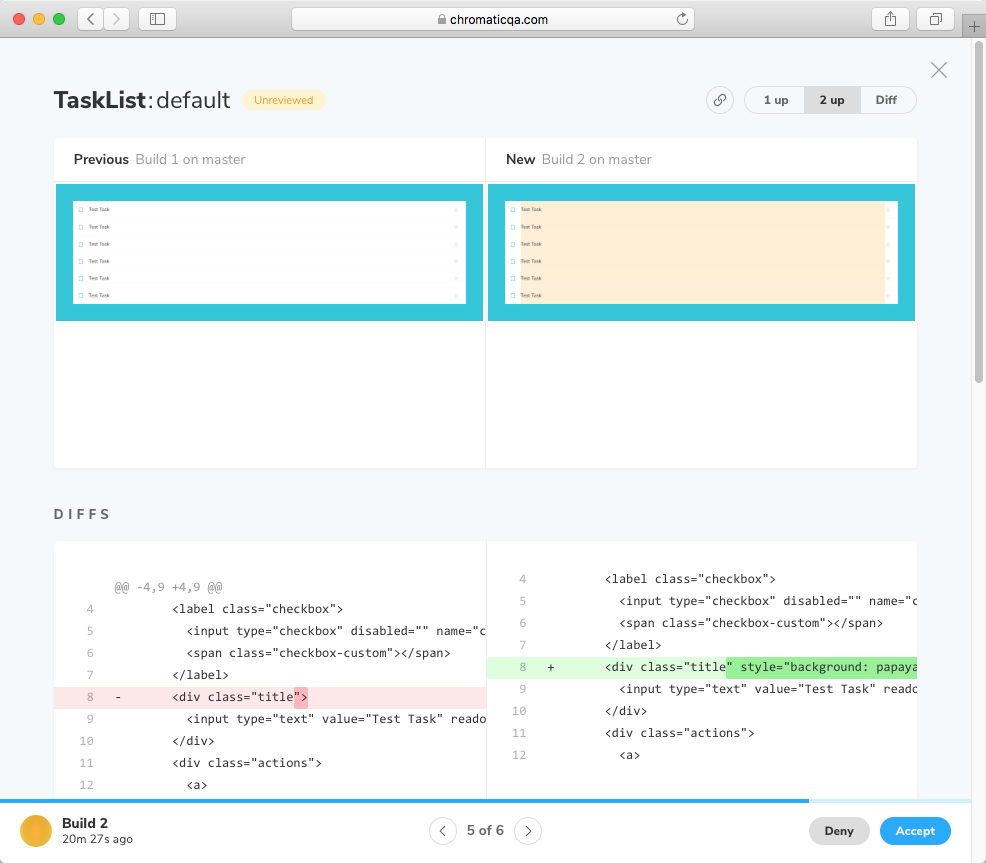 chromaticqa.com
TaskList:default
Unreviewed
1 up
2 up
Diff
Previous Build 1 on master
New Build 2 on master
Test Task
Test Task
Test Task
Test Task
Test Task
Test Task
Test Task
Test Task
Test Task
Test Task
Test Task
Test Task
DIFFS
@@ -4,9 +4,9 @@
4 <label class="checkbox">
5 <input type="checkbox" disabled="" name="c
6 <span class="checkbox-custom"></span>
7 </label>
8 - <div class="title">
9 <input type="text" value="Test Task" reado
10 </div>
11 <div class="actions">
12 <a>
4 <label class="checkbox">
5 <input type="checkbox" disabled="" name="c
6 <span class="checkbox-custom"></span>
7 </label>
8 + <div class="title" style="background: papaya
9 <input type="text" value="Test Task" reado
10 </div>
11 <div class="actions">
12 <a>
Build 2
20m 27s ago
5 of 6
Deny
Accept